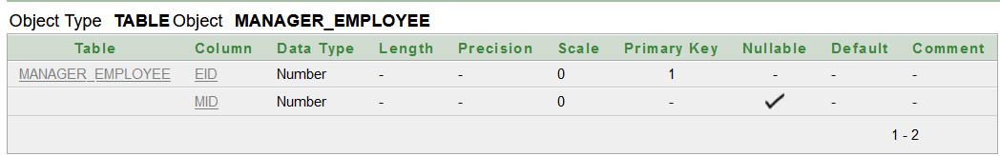 Object Type TABLE Object MANAGER_EMPLOYEE
Table Column Data Type Length Precision Scale Primary Key Nullable Default Comment
MANAGER_EMPLOYEE EID Number - - 0 1 - - -
MID Number - - 0 - ✓ - -
1 - 2